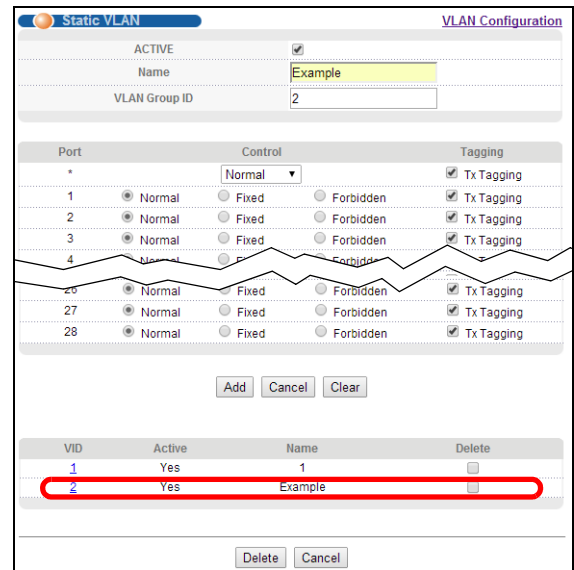 Static VLAN VLAN Configuration
ACTIVE
Name Example
VLAN Group ID 2
Port Control Tagging
* Normal Tx Tagging
1 Normal Fixed Forbidden Tx Tagging
2 Normal Fixed Forbidden Tx Tagging
3 Normal Fixed Forbidden Tx Tagging
4 Normal Forbidden
26 Normal Fixed Forbidden Tx Tagging
27 Normal Fixed Forbidden Tx Tagging
28 Normal Fixed Forbidden Tx Tagging
Add Cancel Clear
VID Active Name Delete
1 Yes 1
2 Yes Example
Delete Cancel